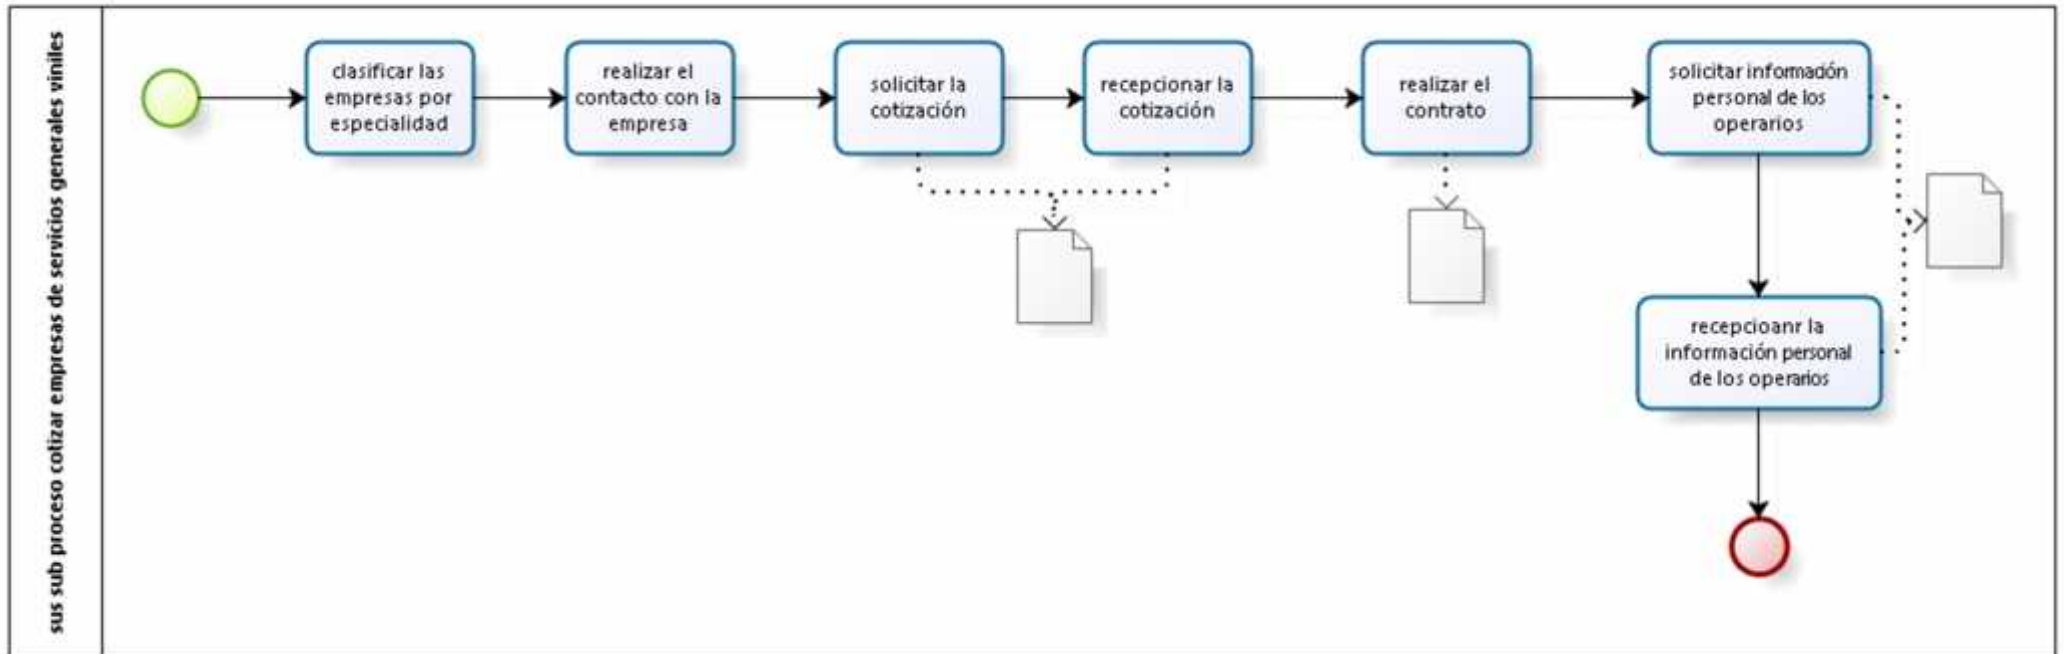 sus sub proceso cotizar empresas de servicios generales viniles
clasificar las
empresas por
especialidad
realizar el
contacto con la
empresa
solicitar la
cotización
recepcionar la
cotización
realizar el
contrato
solicitar información
personal de los
operarios
recepcioanr la
información personal
de los operarios